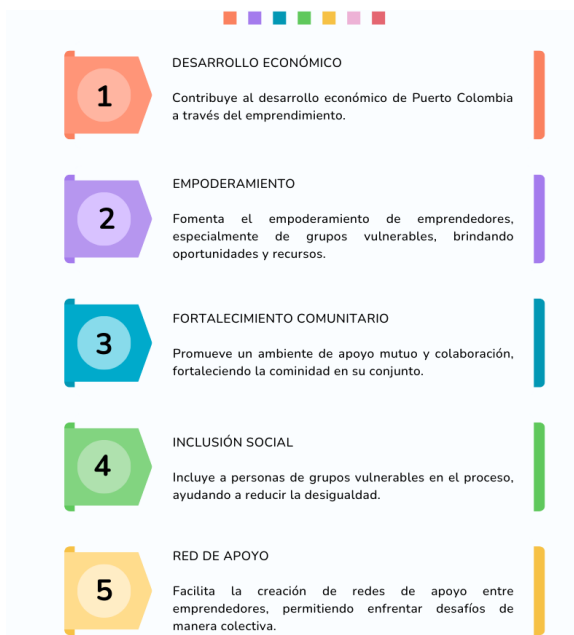 1
DESARROLLO ECONÓMICO
Contribuye al desarrollo económico de Puerto Colombia
a través del emprendimiento.
2
EMPODERAMIENTO
Fomenta el empoderamiento de emprendedores,
especialmente de grupos vulnerables, brindando
oportunidades y recursos.
3
FORTALECIMIENTO COMUNITARIO
Promueve un ambiente de apoyo mutuo y colaboración,
fortaleciendo la cominidad en su conjunto.
4
INCLUSIÓN SOCIAL
Incluye a personas de grupos vulnerables en el proceso,
ayudando a reducir la desigualdad.
5
RED DE APOYO
Facilita la creación de redes de apoyo entre
emprendedores, permitiendo enfrentar desafíos de
manera colectiva.